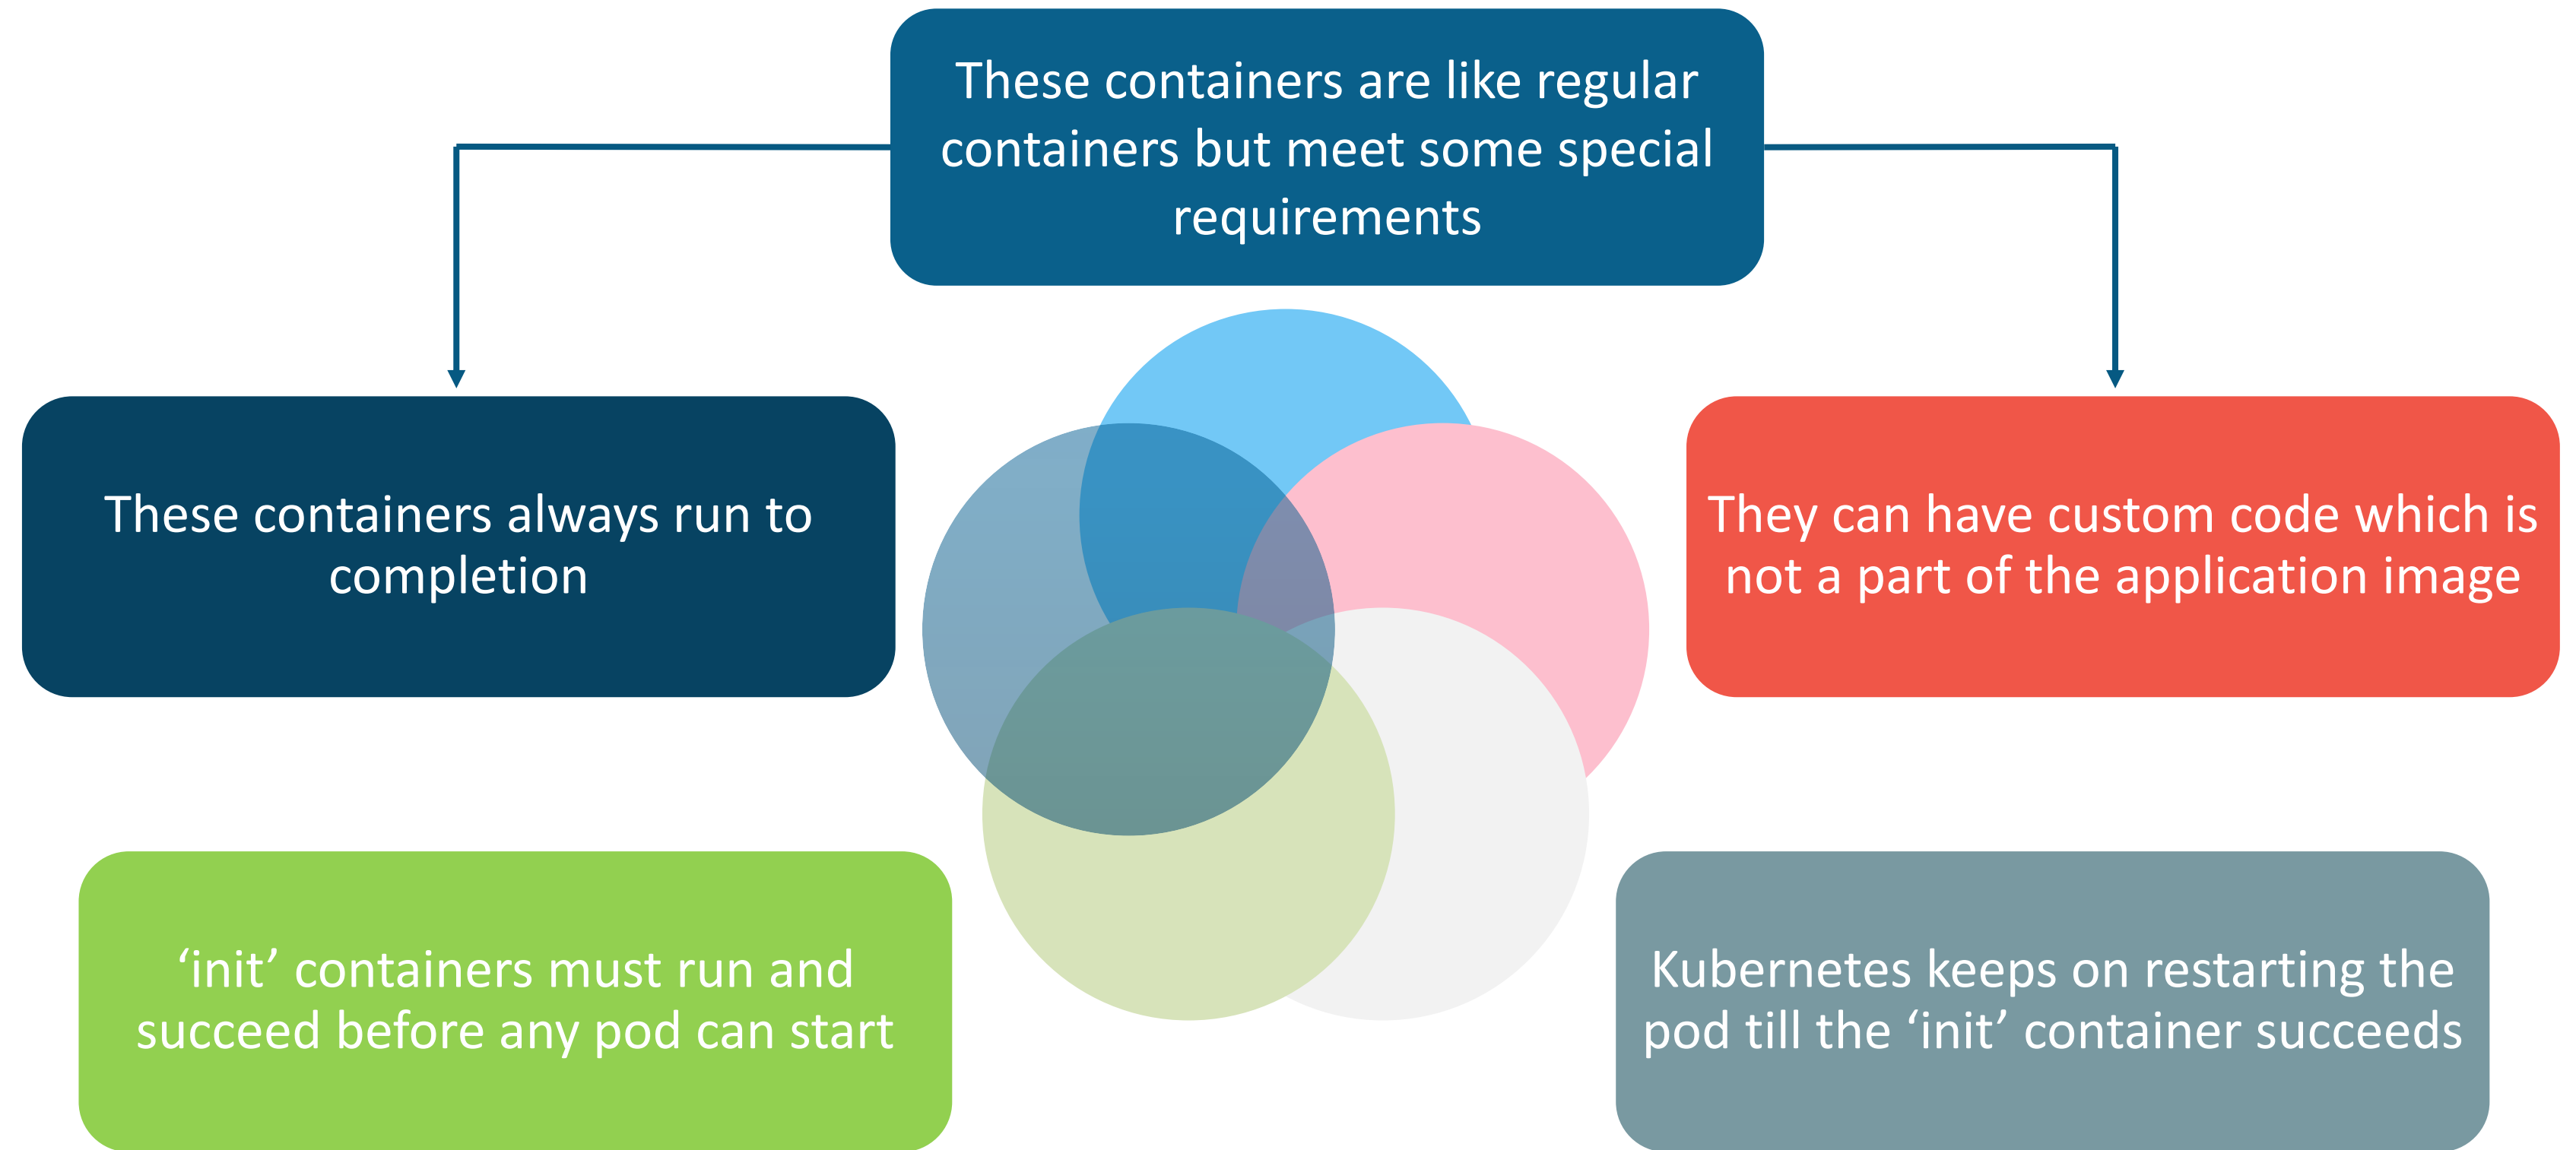 These containers are like regular
containers but meet some special
requirements
These containers always run to
completion
They can have custom code which is
not a part of the application image
‘init’ containers must run and
succeed before any pod can start
Kubernetes keeps on restarting the
pod till the ‘init’ container succeeds